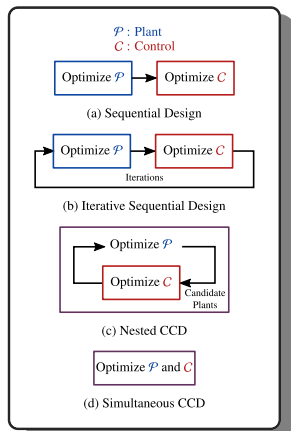 𝒫 : Plant
𝒞 : Control
Optimize 𝒫
Optimize 𝒞
(a) Sequential Design
Optimize 𝒫
Optimize 𝒞
Iterations
(b) Iterative Sequential Design
Optimize 𝒫
Optimize 𝒞
Candidate
Plants
(c) Nested CCD
Optimize 𝒫 and 𝒞
(d) Simultaneous CCD